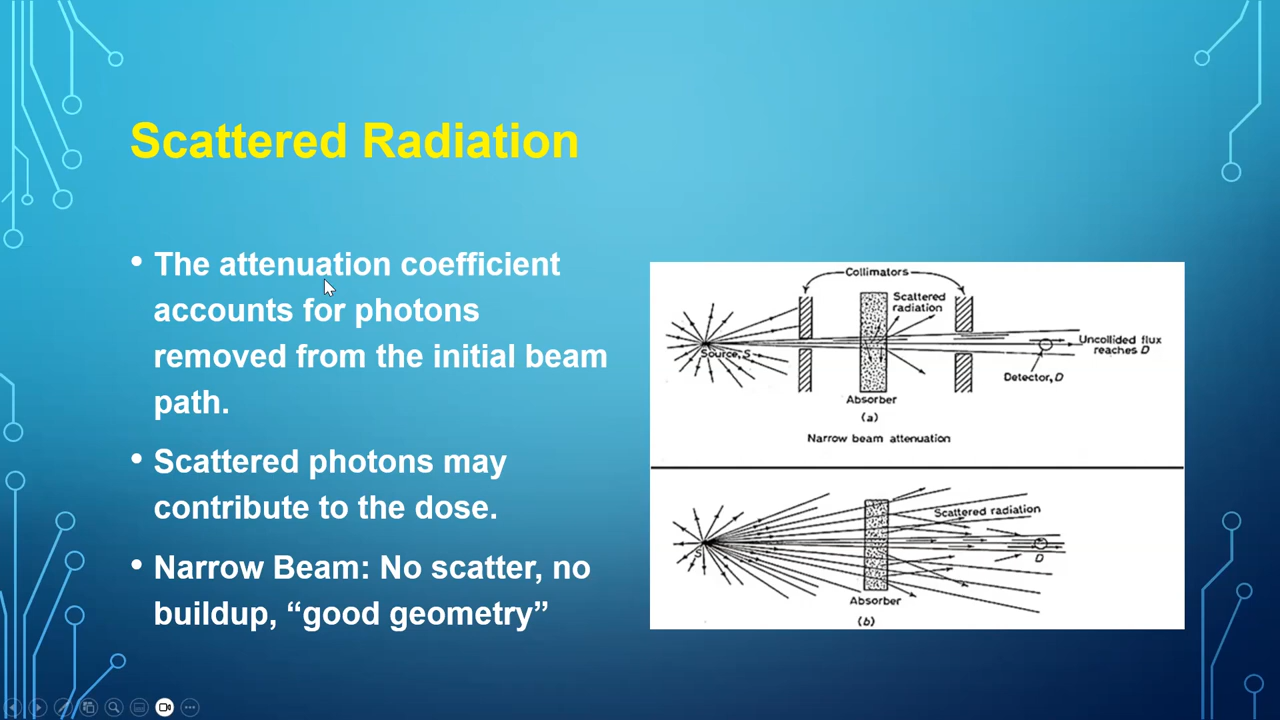 Scattered Radiation
• The attenuation coefficient
accounts for photons
removed from the initial beam
path.
• Scattered photons may
contribute to the dose.
• Narrow Beam: No scatter, no
buildup, “good geometry”
Collimators
Scattered
radiation
Source, S
Uncollided flux
reaches D
Detector, D
Absorber
(a)
Narrow beam attenuation
Scattered radiation
S
D
Absorber
(b)